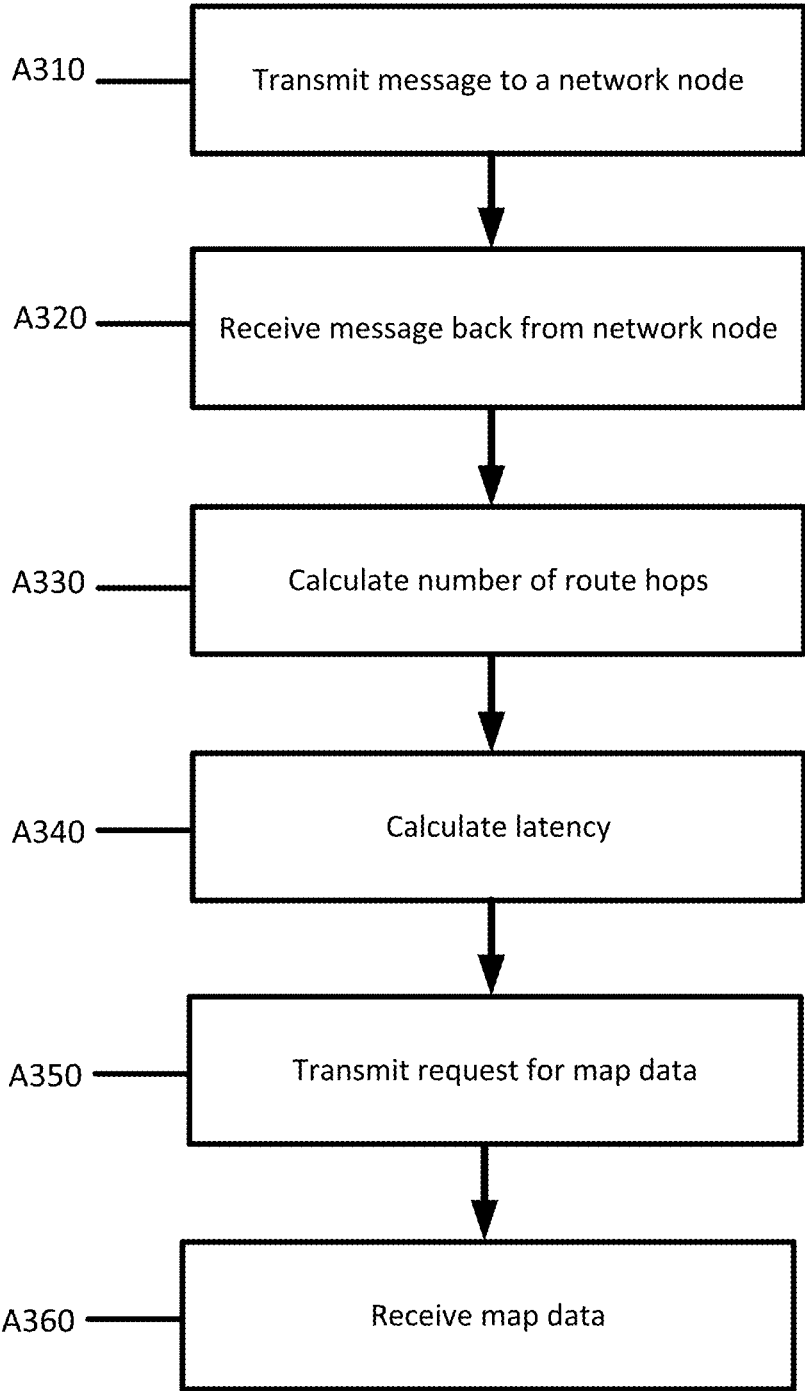 A310
Transmit message to a network node
A320
Receive message back from network node
A330
Calculate number of route hops
A340
Calculate latency
A350
Transmit request for map data
A360
Receive map data